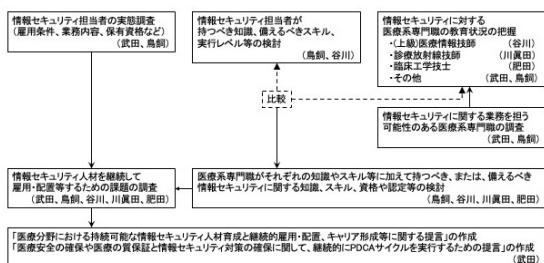 情報セキュリティ担当者の実態調査
(雇用条件、業務内容、保有資格など)
(武田、鳥飼)
情報セキュリティ担当者が
持つべき知識、備えるべきスキル、
実行レベル等の検討
(鳥飼、谷川)
情報セキュリティに対する
医療系専門職の教育状況の把握
・(上級)医療情報技師 (谷川)
・診療放射線技師 (川眞田)
・臨床工学技士 (肥田)
・その他 (武田、鳥飼)
比較
情報セキュリティに関する業務を担う
可能性のある医療系専門職の調査
(武田、鳥飼)
情報セキュリティ人材を継続して
雇用・配置等するための課題の調査
(武田、鳥飼、谷川、川眞田、肥田)
医療系専門職がそれぞれの知識やスキル等に加えて持つべき、または、備えるべき
情報セキュリティに関する知識、スキル、資格や認定等の検討
(鳥飼、谷川、川眞田、肥田)
「医療分野における持続可能な情報セキュリティ人材育成と継続的雇用・配置、キャリア形成等に関する提言」の作成
「医療安全の確保や医療の質保証と情報セキュリティ対策の確保に関して、継続的にPDCAサイクルを実行するための提言」の作成
(武田)